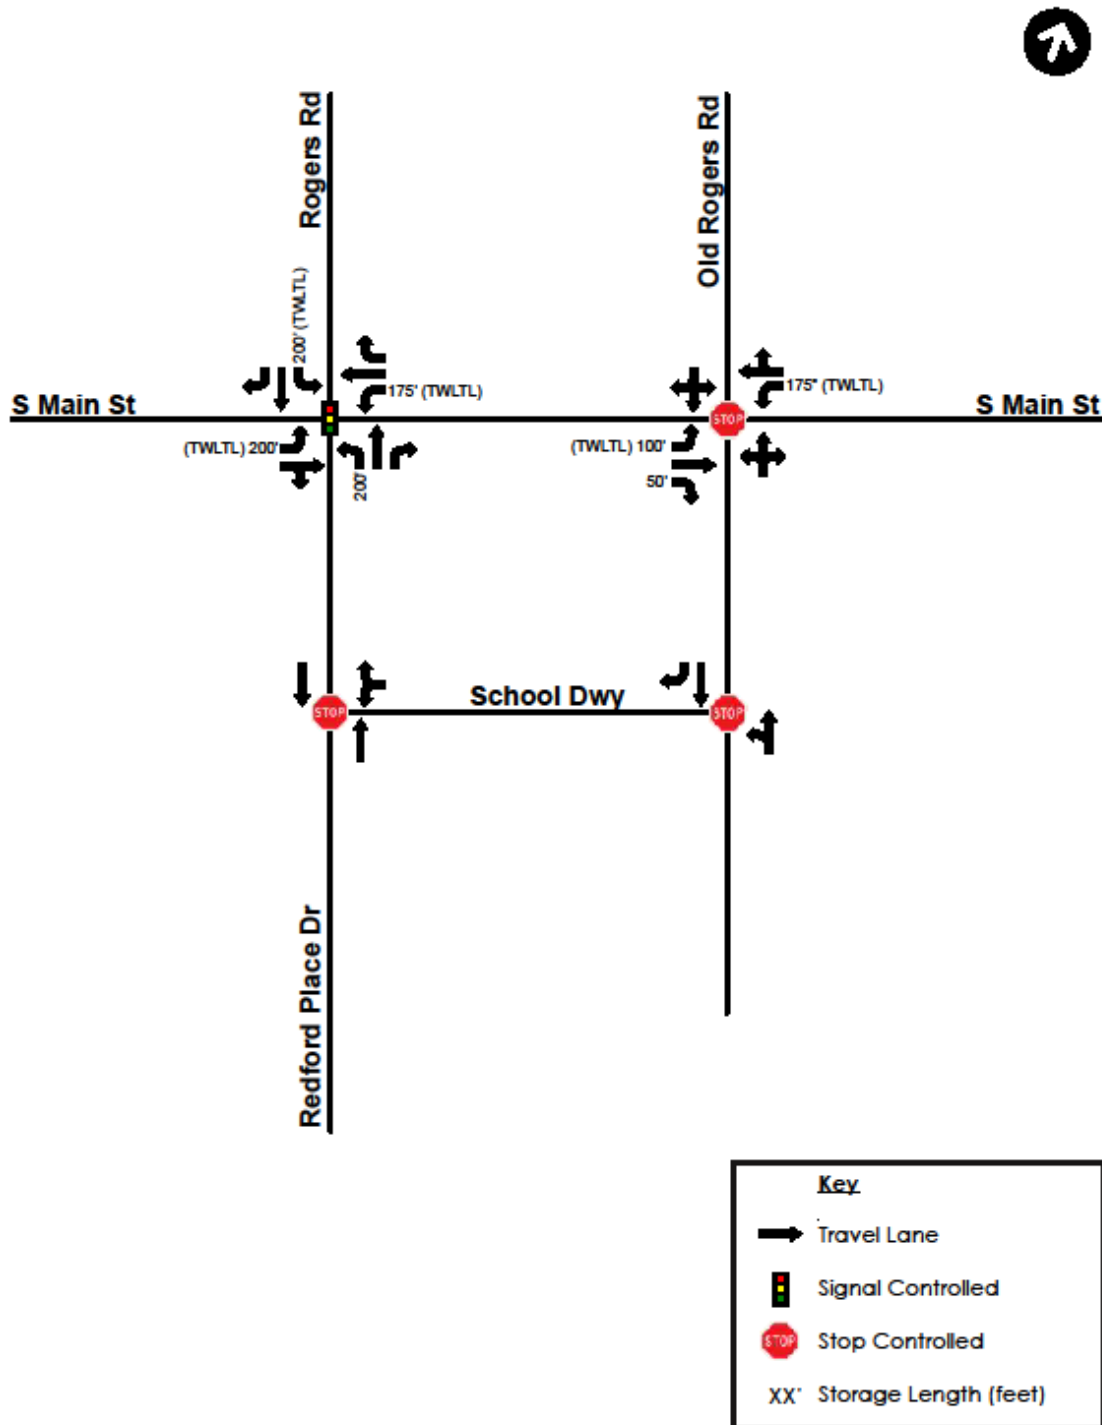 Rogers Rd
Old Rogers Rd
200' (TWLTL)
175' (TWLTL)
175" (TWLTL)
S Main St
S Main St
STOP
(TWLTL) 200'
200'
(TWLTL) 100'
50'
School Dwy
STOP
STOP
Redford Place Dr
Key
Travel Lane
Signal Controlled
STOP
Stop Controlled
XX'
Storage Length (feet)